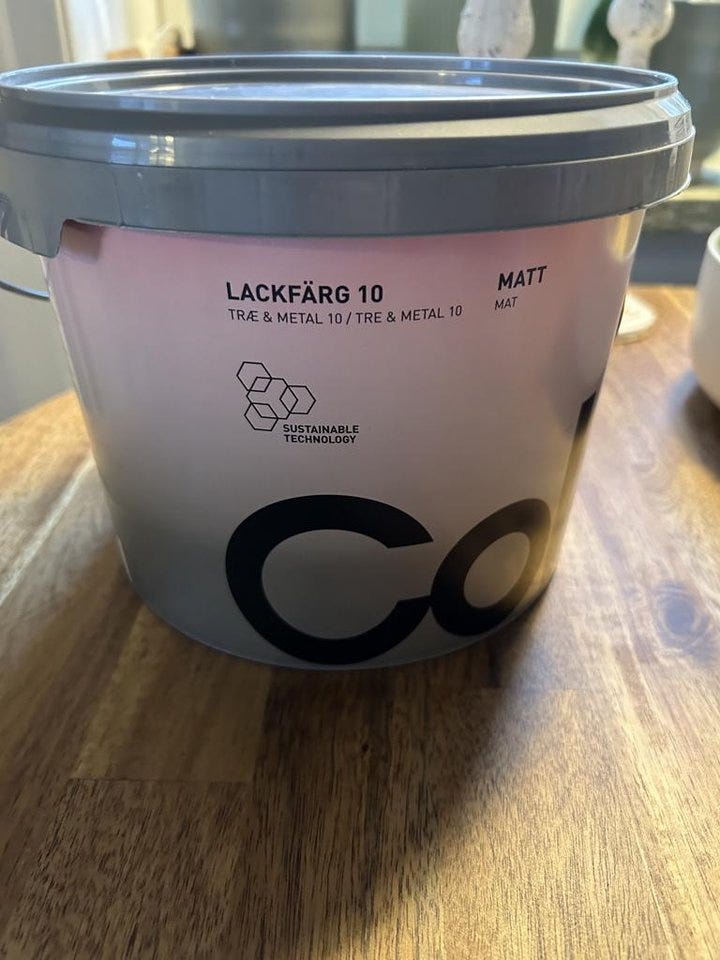 LACKFÄRG 10
TRÆ & METAL 10 / TRE & METAL 10
MATT
MAT
SUSTAINABLE
TECHNOLOGY
Co